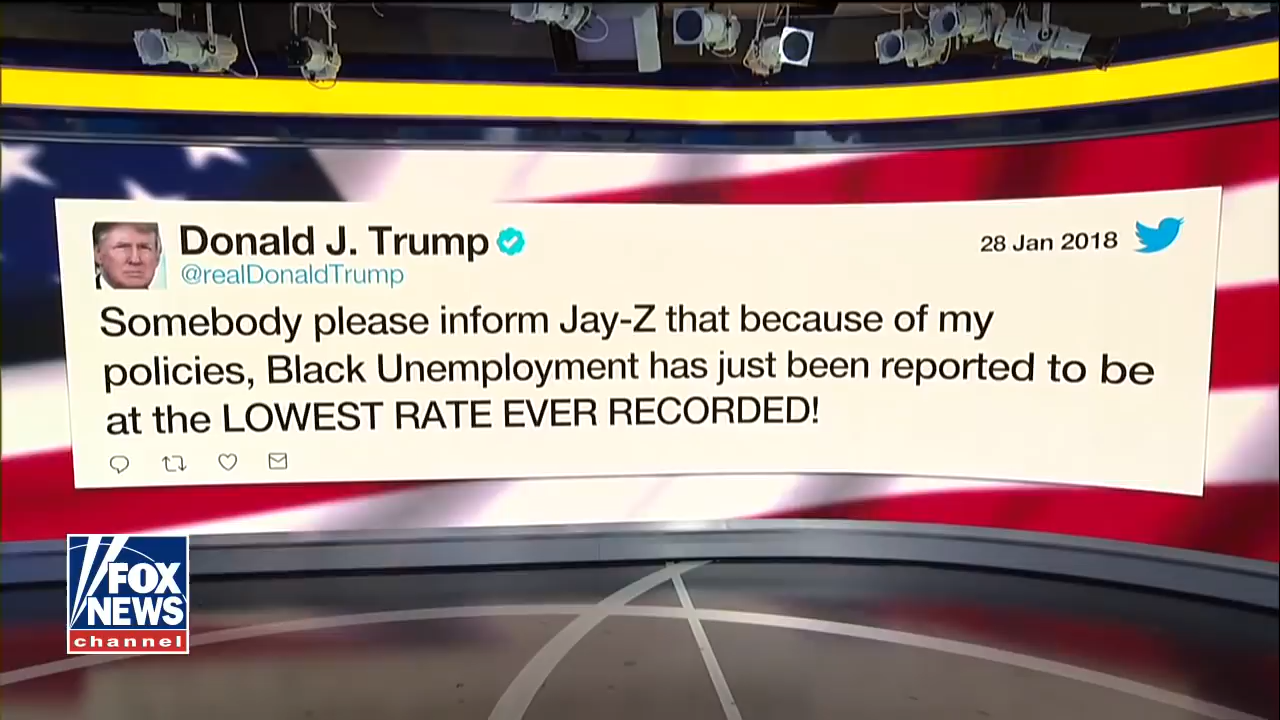 Donald J. Trump
@realDonaldTrump
28 Jan 2018
Somebody please inform Jay-Z that because of my
policies, Black Unemployment has just been reported to be
at the LOWEST RATE EVER RECORDED!
FOX
NEWS
channel